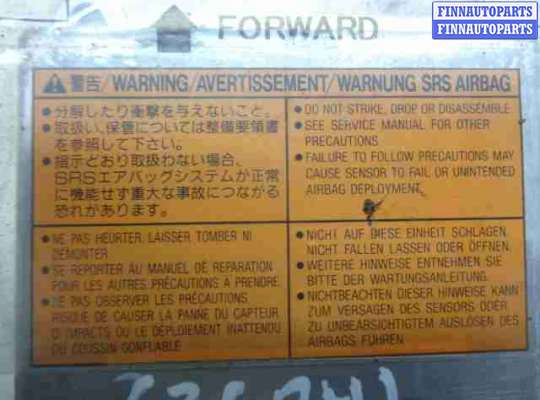 FINNAUTOPARTS
FINNAUTOPARTS
FORWARD
警告/WARNING/AVERTISSEMENT/WARNUNG SRS AIRBAG
●分解したり衝撃を与えないこと。
●取扱い、保管については整備要領書
を参照して下さい。
●指示どおり取扱わない場合、
SRSエアバッグシステムが正常
に機能せず重大な事故につながる
恐れがあります。
●DO NOT STRIKE, DROP OR DISASSEMBLE
●SEE SERVICE MANUAL FOR OTHER
PRECAUTIONS
●FAILURE TO FOLLOW PRECAUTIONS MAY
CAUSE SENSOR TO FAIL OR UNINTENDED
AIRBAG DEPLOYMENT.
●NE PAS HEURTER, LAISSER TOMBER NI
DEMONTER
●SE REPORTER AU MANUEL DE REPARATION
POUR LES AUTRES PRÉCAUTIONS A PRENDRE
●NE PAS OBSERVER LES PRÉCAUTIONS
RISQUE DE CAUSER LA PANNE DU CAPTEUR
D'IMPACTS OU LE DÉPLOIEMENT INATTENDU
DU COUSSIN GONFLABLE
●NICHT AUF DIESE EINHEIT SCHLAGEN.
NICHT FALLEN LASSEN ODER ÖFFNEN.
●WEITERE HINWEISE ENTNEHMEN SIE
BITTE DER WARTUNGSANLEITUNG.
●NICHTBEACHTEN DIESER HINWEISE KANN
ZUM VERSAGEN DES SENSORS ODER
ZU UNBEARSICHTIGTEM AUSLÖSEN DES
AIRBAGS FÜHREN